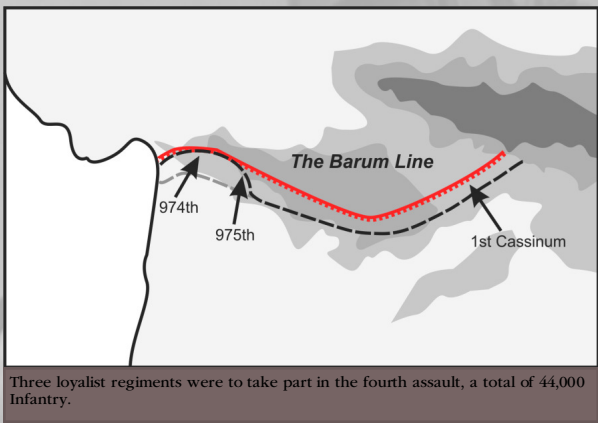 The Barum Line
974th
975th
1st Cassinum
Three loyalist regiments were to take part in the fourth assault, a total of 44,000
Infantry.